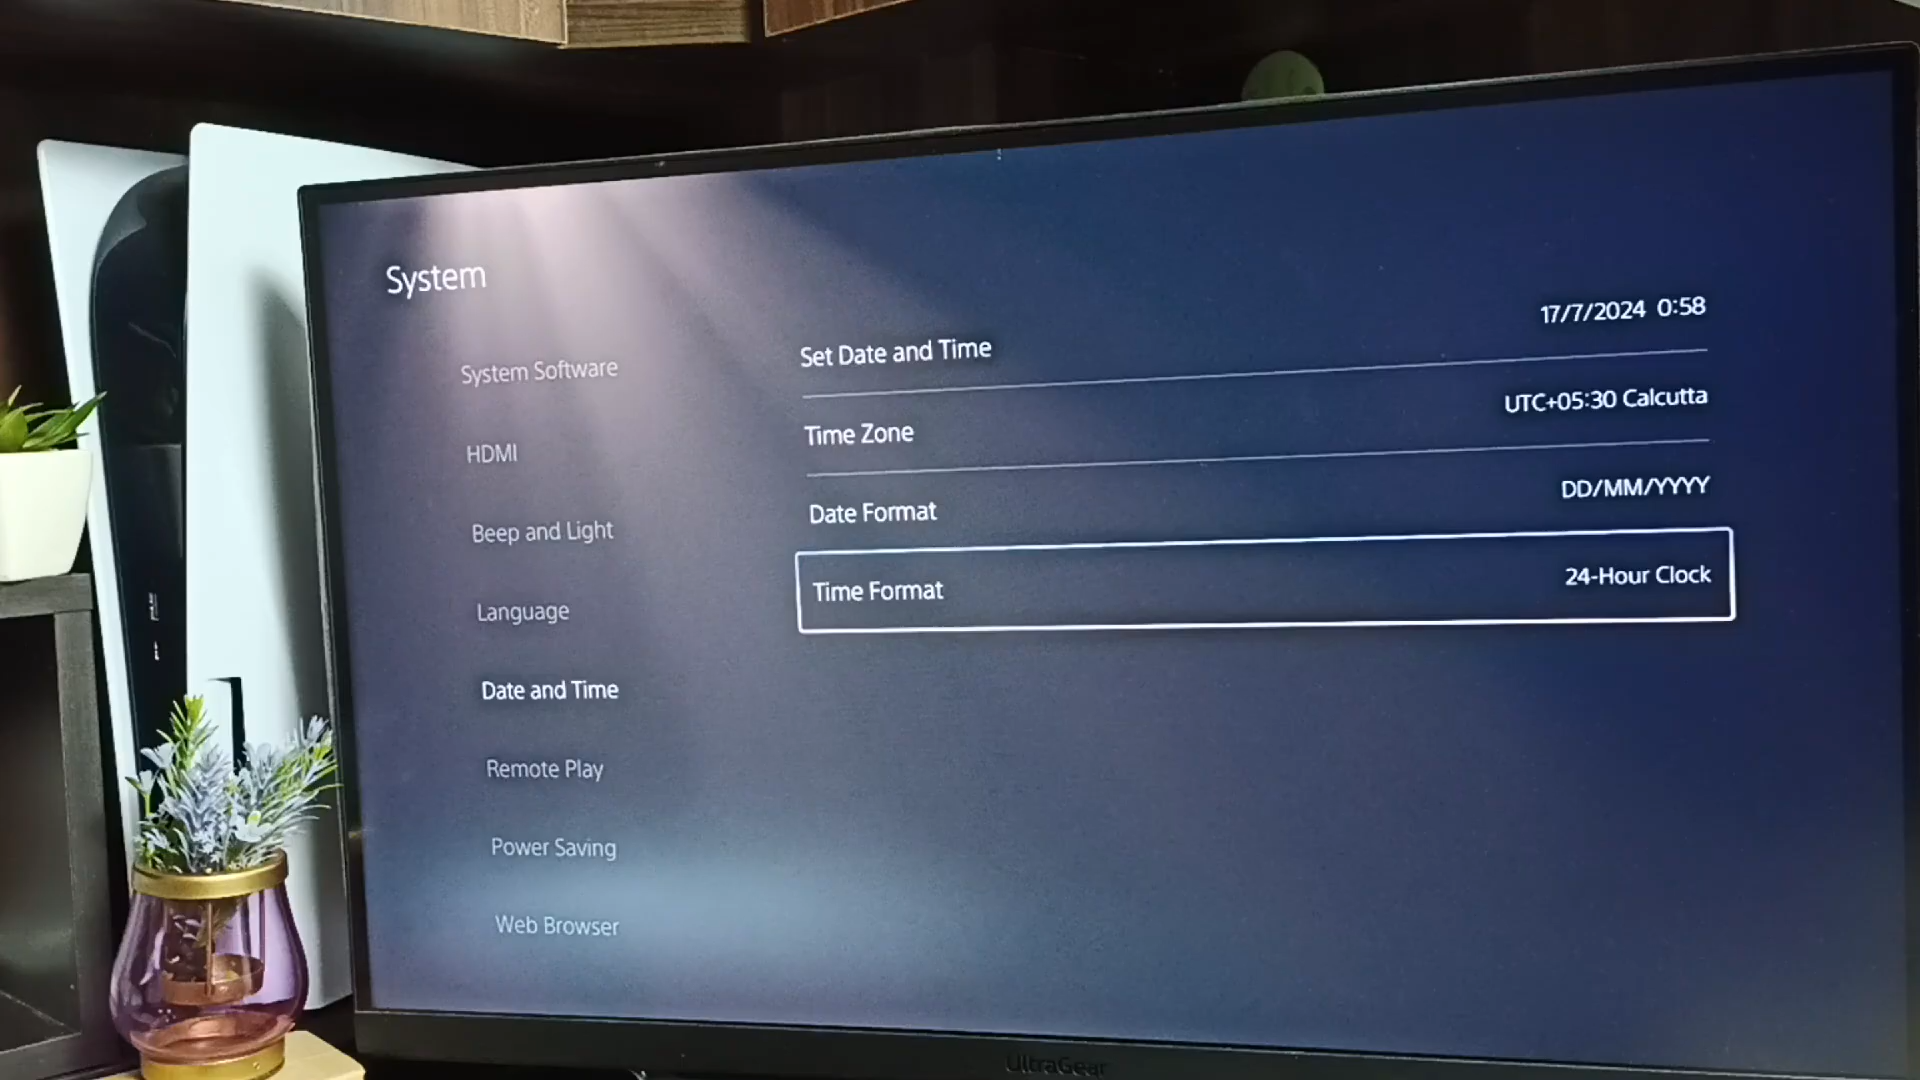 System
System Software
HDMI
Beep and Light
Language
Date and Time
Remote Play
Power Saving
Web Browser
Set Date and Time 17/7/2024 0:58
Time Zone UTC+05:30 Calcutta
Date Format DD/MM/YYYY
Time Format 24-Hour Clock
UltraGear